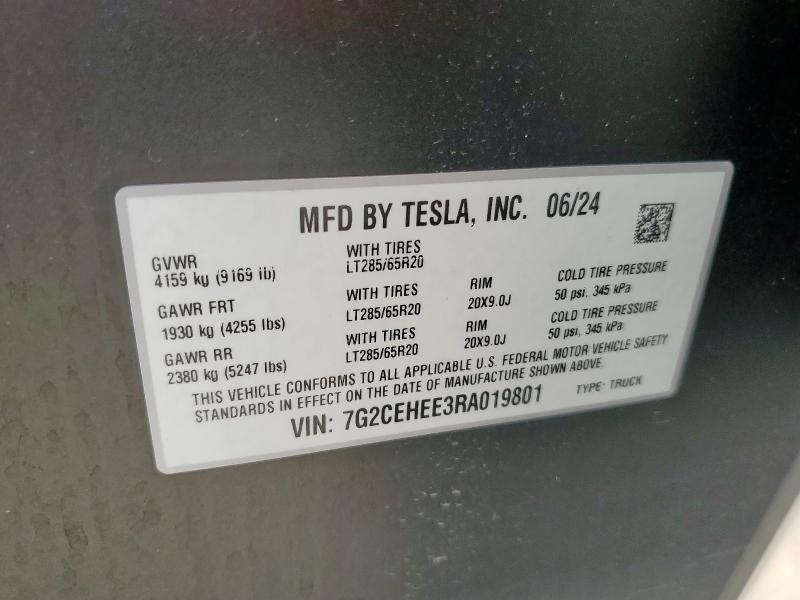 MFD BY TESLA, INC. 06/24
GVWR
4159 kg (9169 lb)
WITH TIRES
LT285/65R20
GAWR FRT
1930 kg (4255 lbs)
WITH TIRES
LT285/65R20
RIM
20X9.0J
COLD TIRE PRESSURE
50 psi, 345 kPa
GAWR RR
2380 kg (5247 lbs)
WITH TIRES
LT285/65R20
RIM
20X9.0J
COLD TIRE PRESSURE
50 psi, 345 kPa
THIS VEHICLE CONFORMS TO ALL APPLICABLE U.S. FEDERAL MOTOR VEHICLE SAFETY
STANDARDS IN EFFECT ON THE DATE OF MANUFACTURE SHOWN ABOVE.
VIN: 7G2CEHEE3RA019801 TYPE: TRUCK